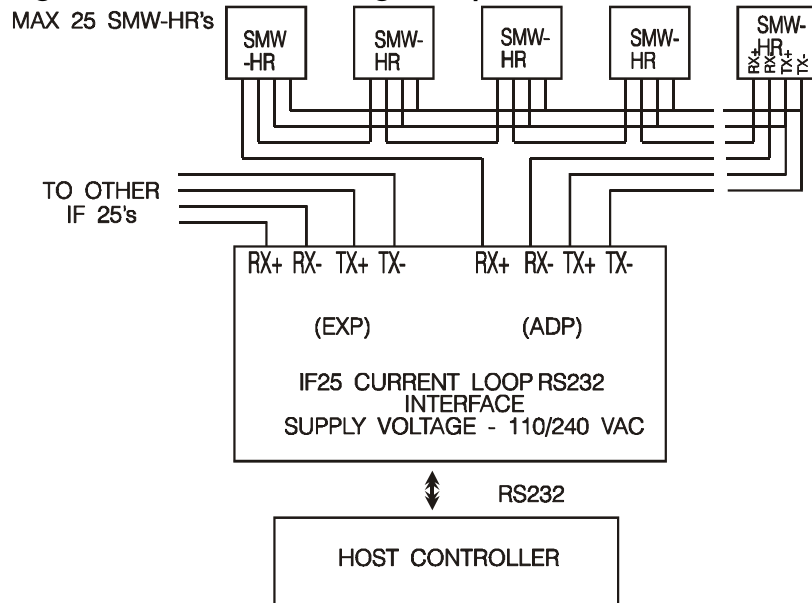 MAX 25 SMW-HR's
SMW
-HR
SMW-
HR
SMW-
HR
SMW-
HR
SMW-
HR
RX+
RX-
TX+
TX-
TO OTHER
IF 25's
RX+ RX- TX+ TX-
RX+ RX- TX+ TX-
(EXP)
(ADP)
IF25 CURRENT LOOP RS232
INTERFACE
SUPPLY VOLTAGE - 110/240 VAC
RS232
HOST CONTROLLER